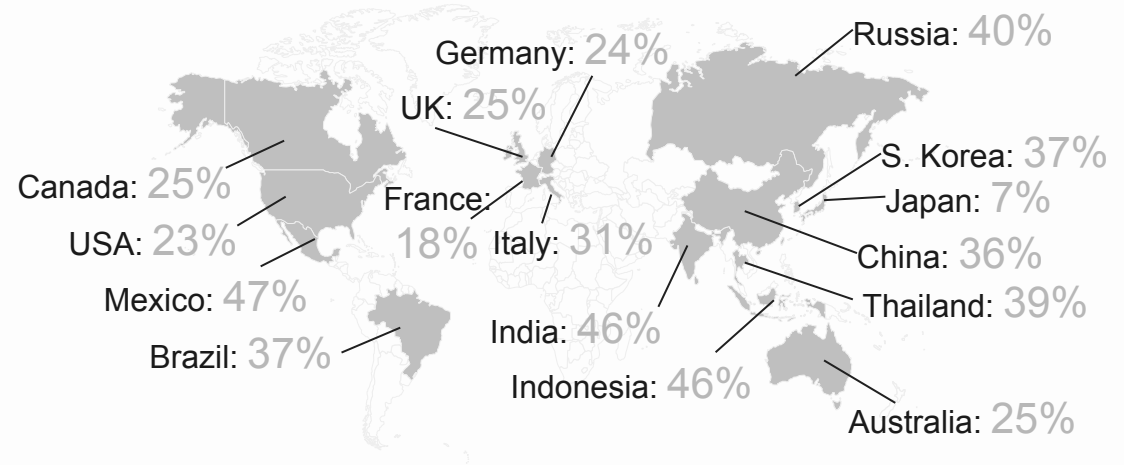 Russia: 40%
Germany: 24%
UK: 25%
S. Korea: 37%
Canada: 25%
France:
18%
Japan: 7%
USA: 23%
Italy: 31%
China: 36%
Mexico: 47%
Thailand: 39%
India: 46%
Brazil: 37%
Indonesia: 46%
Australia: 25%